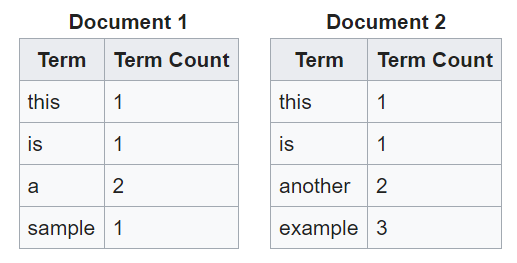 Document 1
Term Term Count
this 1
is 1
a 2
sample 1
Document 2
Term Term Count
this 1
is 1
another 2
example 3